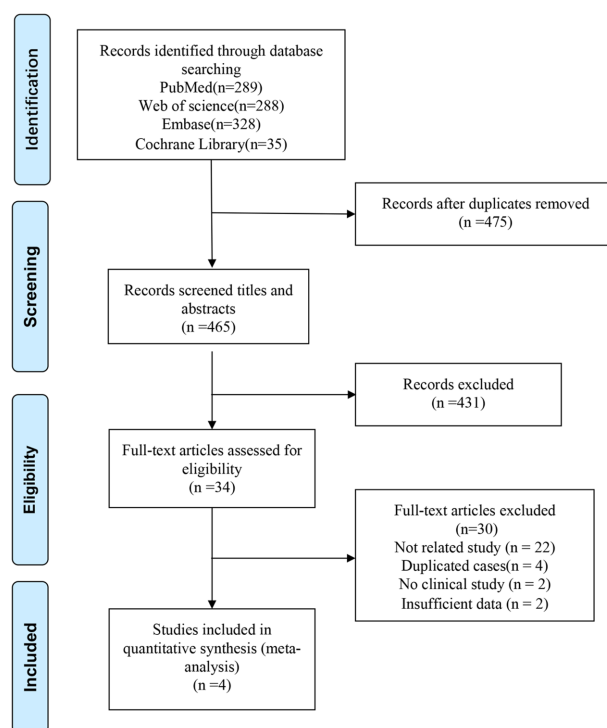 Identification
Records identified through database
searching
PubMed(n=289)
Web of science(n=288)
Embase(n=328)
Cochrane Library(n=35)
Records after duplicates removed
(n =475)
Screening
Records screened titles and
abstracts
(n =465)
Records excluded
(n =431)
Eligibility
Full-text articles assessed for
eligibility
(n =34)
Full-text articles excluded
(n=30)
Not related study (n = 22)
Duplicated cases(n = 4)
No clinical study (n = 2)
Insufficient data (n = 2)
Included
Studies included in
quantitative synthesis (meta-
analysis)
(n =4)